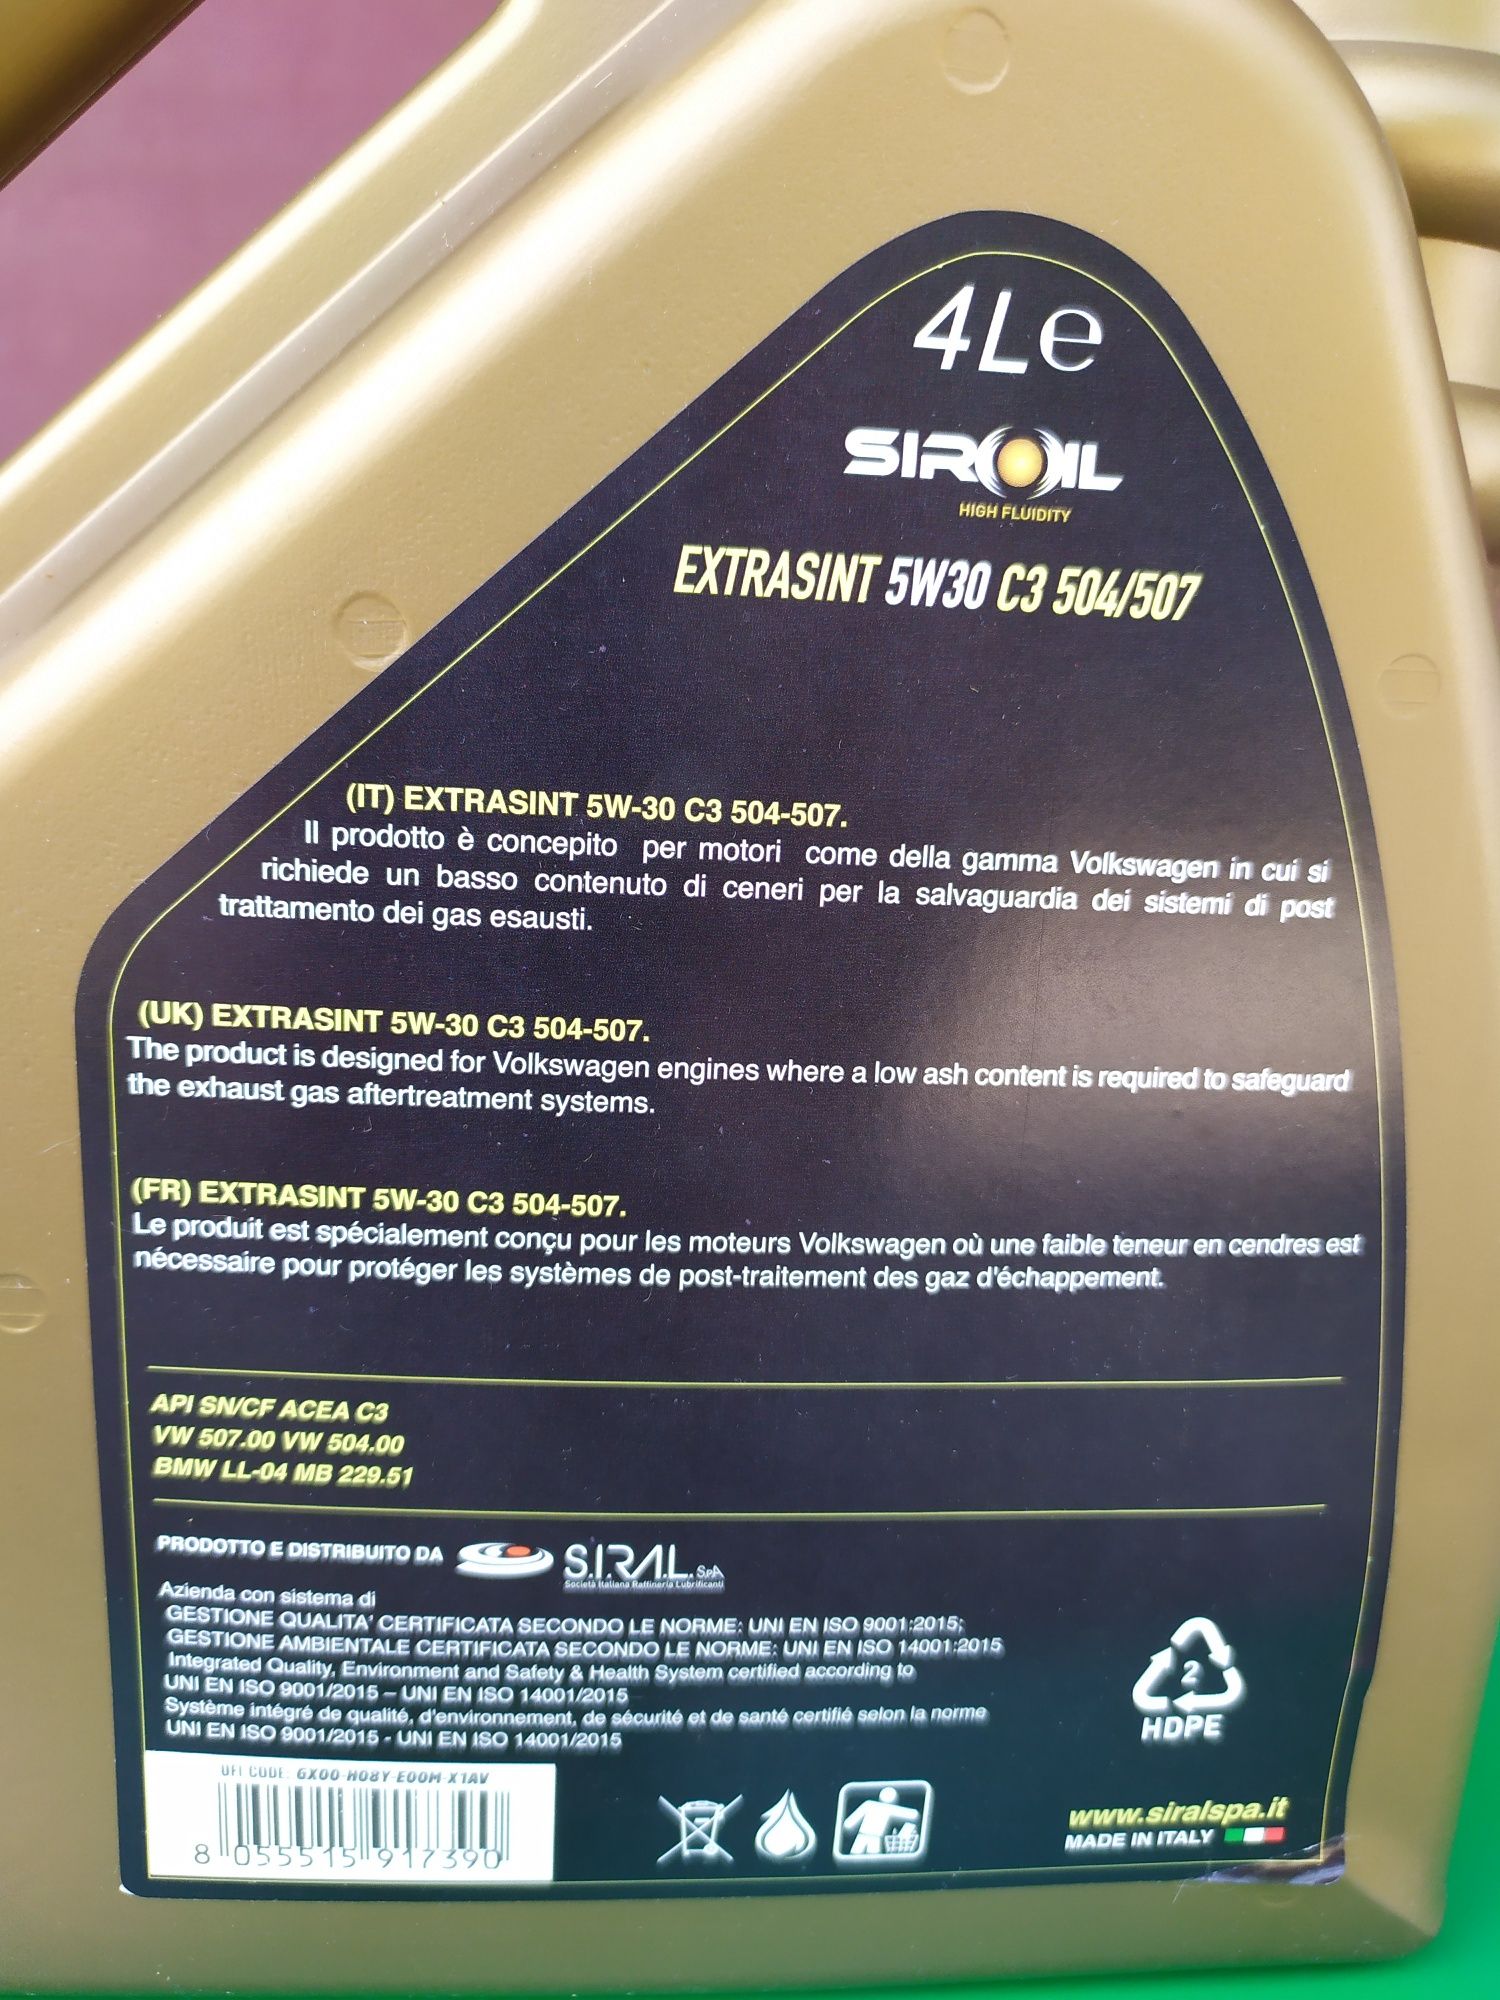 4Le
SIROIL
HIGH FLUIDITY
EXTRASINT 5W30 C3 504/507
(IT) EXTRASINT 5W-30 C3 504-507.
Il prodotto è concepito per motori come della gamma Volkswagen in cui si
richiede un basso contenuto di ceneri per la salvaguardia dei sistemi di post
trattamento dei gas esausti.
(UK) EXTRASINT 5W-30 C3 504-507.
The product is designed for Volkswagen engines where a low ash content is required to safeguard
the exhaust gas aftertreatment systems.
(FR) EXTRASINT 5W-30 C3 504-507.
Le produit est spécialement conçu pour les moteurs Volkswagen où une faible teneur en cendres est
nécessaire pour protéger les systèmes de post-traitement des gaz d'échappement.
API SN/CF ACEA C3
VW 507.00 VW 504.00
BMW LL-04 MB 229.51
PRODOTTO E DISTRIBUITO DA S.I.R.A.L. SpA
Società Italiana Raffineria Lubrificanti
Azienda con sistema di
GESTIONE QUALITA' CERTIFICATA SECONDO LE NORME: UNI EN ISO 9001:2015;
GESTIONE AMBIENTALE CERTIFICATA SECONDO LE NORME: UNI EN ISO 14001:2015
Integrated Quality, Environment and Safety & Health System certified according to
UNI EN ISO 9001/2015 – UNI EN ISO 14001/2015
Système intégré de qualité, d'environnement, de sécurité et de santé certifié selon la norme
UNI EN ISO 9001/2015 - UNI EN ISO 14001/2015
2
HDPE
UFI CODE: GX00-H08Y-E00M-X1AV
8 055515 917390
www.siralspa.it
MADE IN ITALY